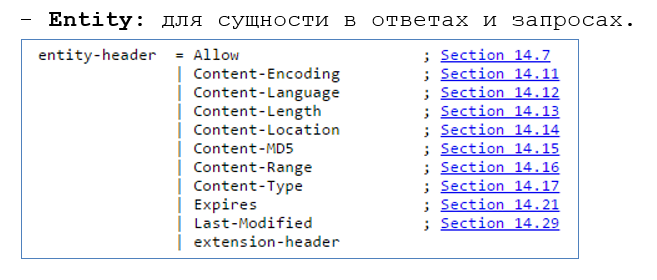 - Entity: для сущности в ответах и запросах.
entity-header = Allow ; Section 14.7
| Content-Encoding ; Section 14.11
| Content-Language ; Section 14.12
| Content-Length ; Section 14.13
| Content-Location ; Section 14.14
| Content-MD5 ; Section 14.15
| Content-Range ; Section 14.16
| Content-Type ; Section 14.17
| Expires ; Section 14.21
| Last-Modified ; Section 14.29
| extension-header